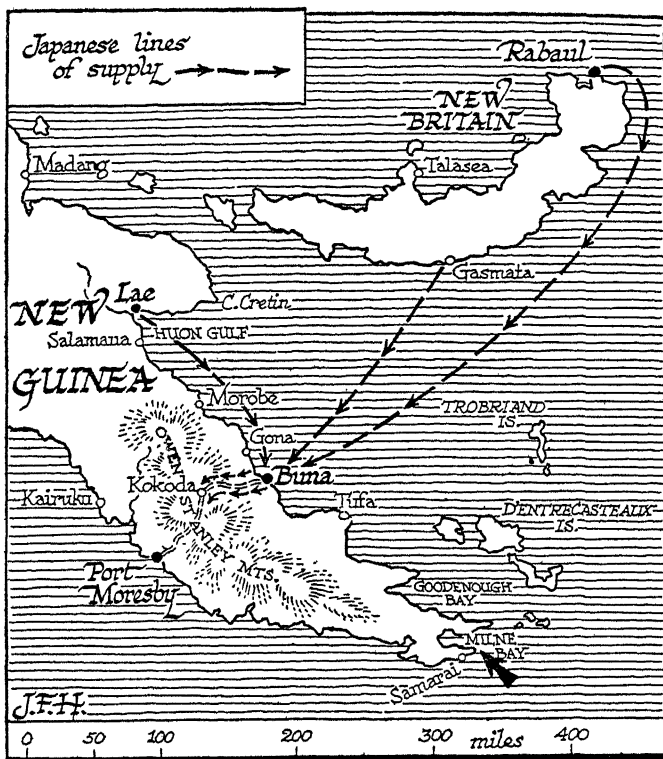 Japanese lines
of supply
Rabaul
NEW
BRITAIN
Madang
Talasea
Gasmata
Lae
C. Cretin
NEW
Salamaua
HUON GULF
GUINEA
Morobe
TROBRIAND
IS.
Gona
Buna
Kokoda
Kairuku
Tufa
OWEN STANLEY MTS.
D'ENTRECASTEAUX
IS.
Port
Moresby
GOODENOUGH
BAY
MILNE
BAY
Samarai
J.F.H.
0 50 100 200 300 miles 400